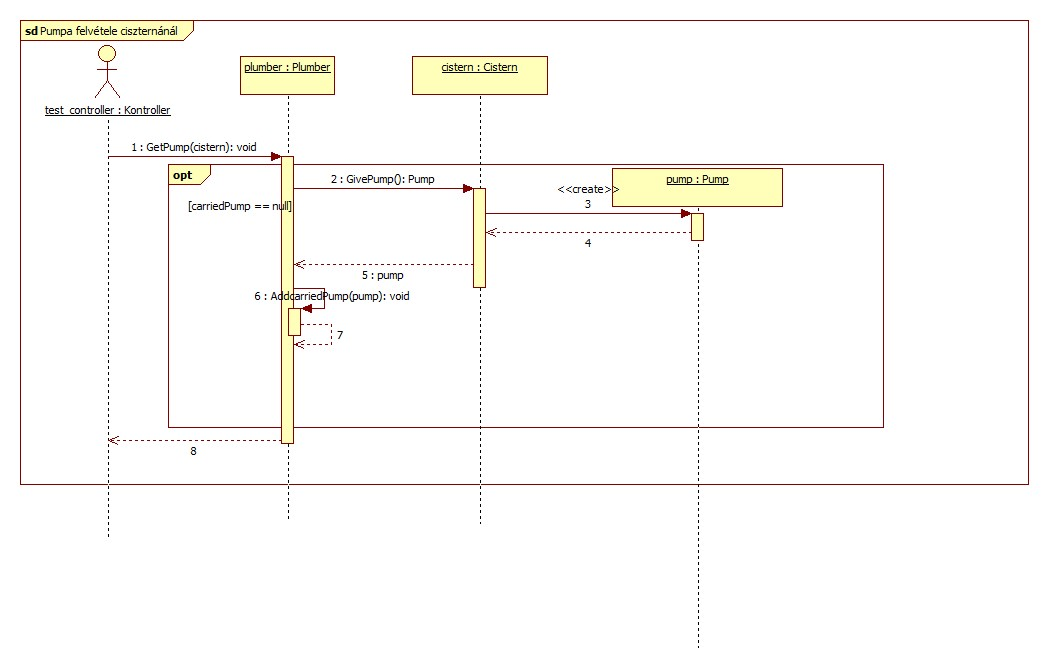 sd Pumpa felvétele ciszternánál
plumber : Plumber
cistern : Cistern
test_controller : Kontroller
1 : GetPump(cistern): void
opt
2 : GivePump(): Pump
pump : Pump
<<create>>
3
[carriedPump == null]
4
5 : pump
6 : AddcarriedPump(pump): void
7
8